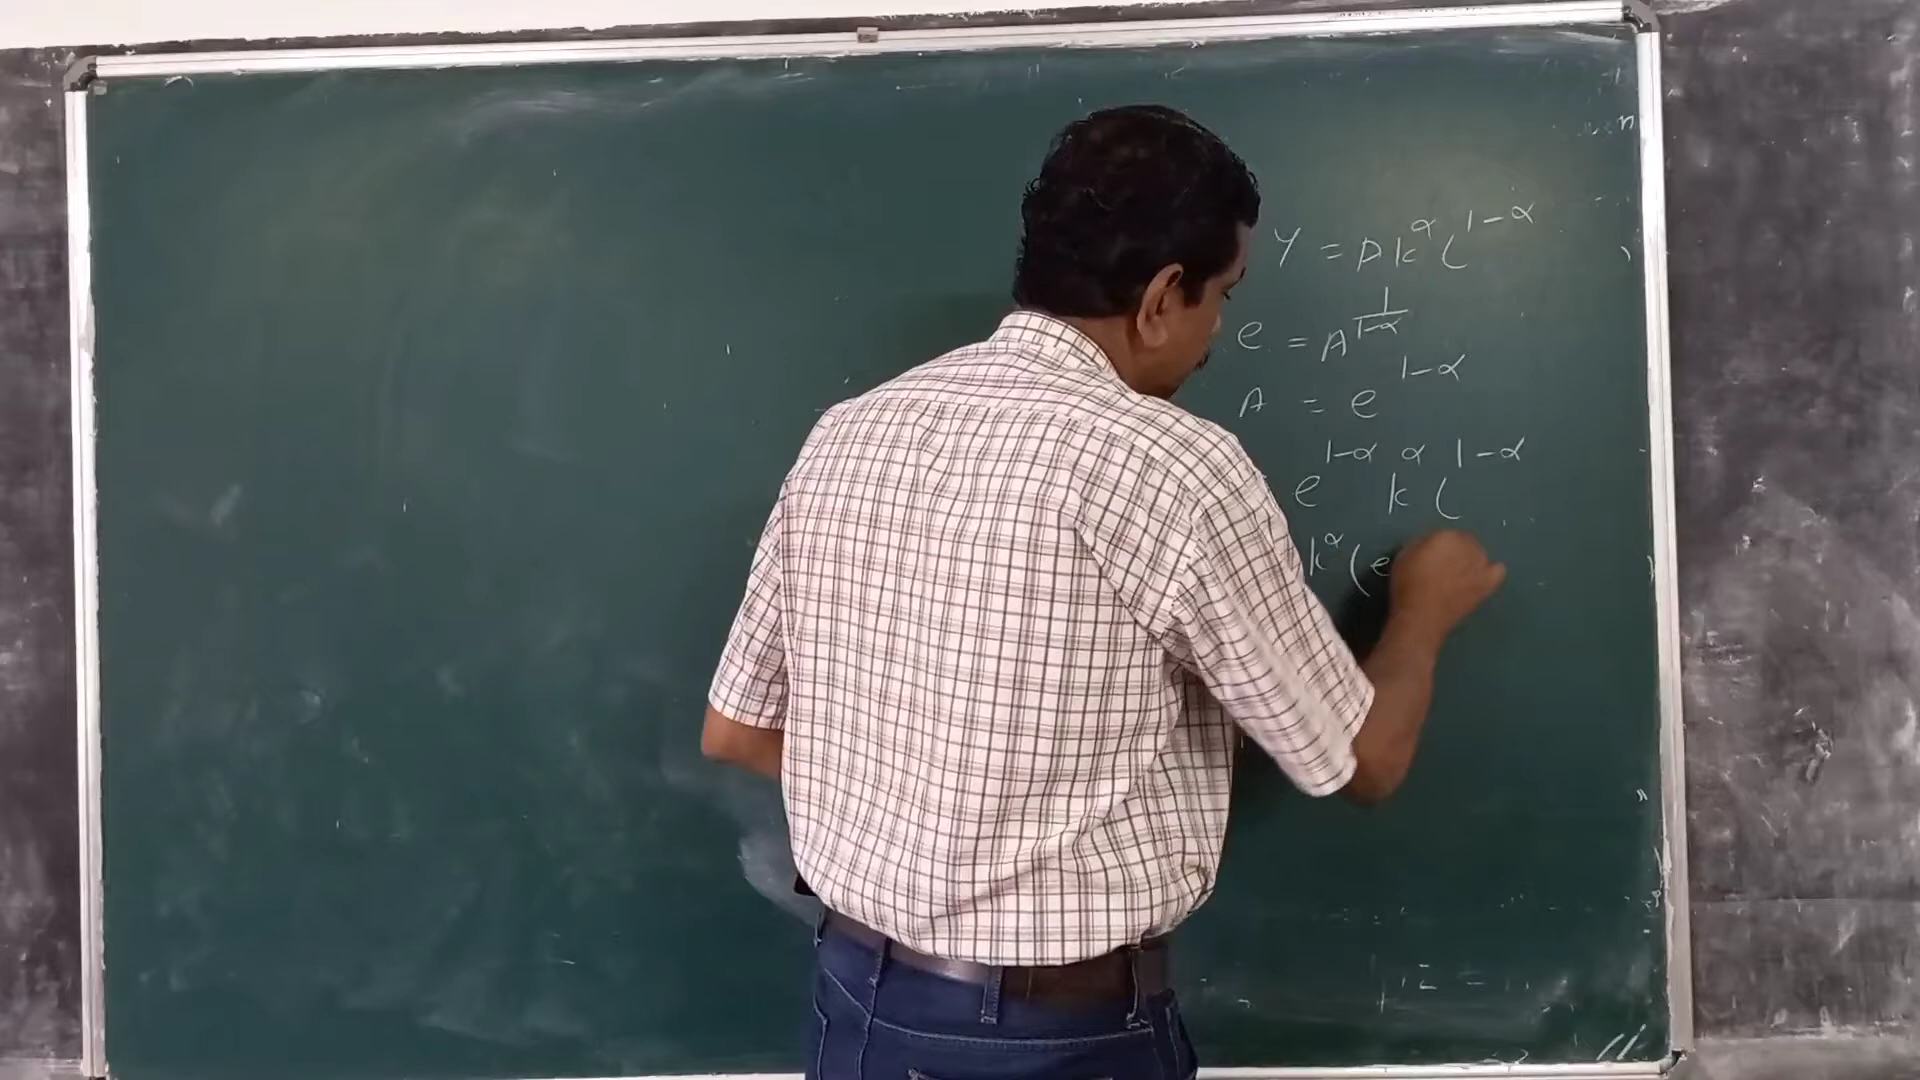 Y = A k^α L^{1-α}
e = A^{1/(1-α)}
A = e^{1-α}
e^{1-α} k^α L^{1-α}
k^α (e